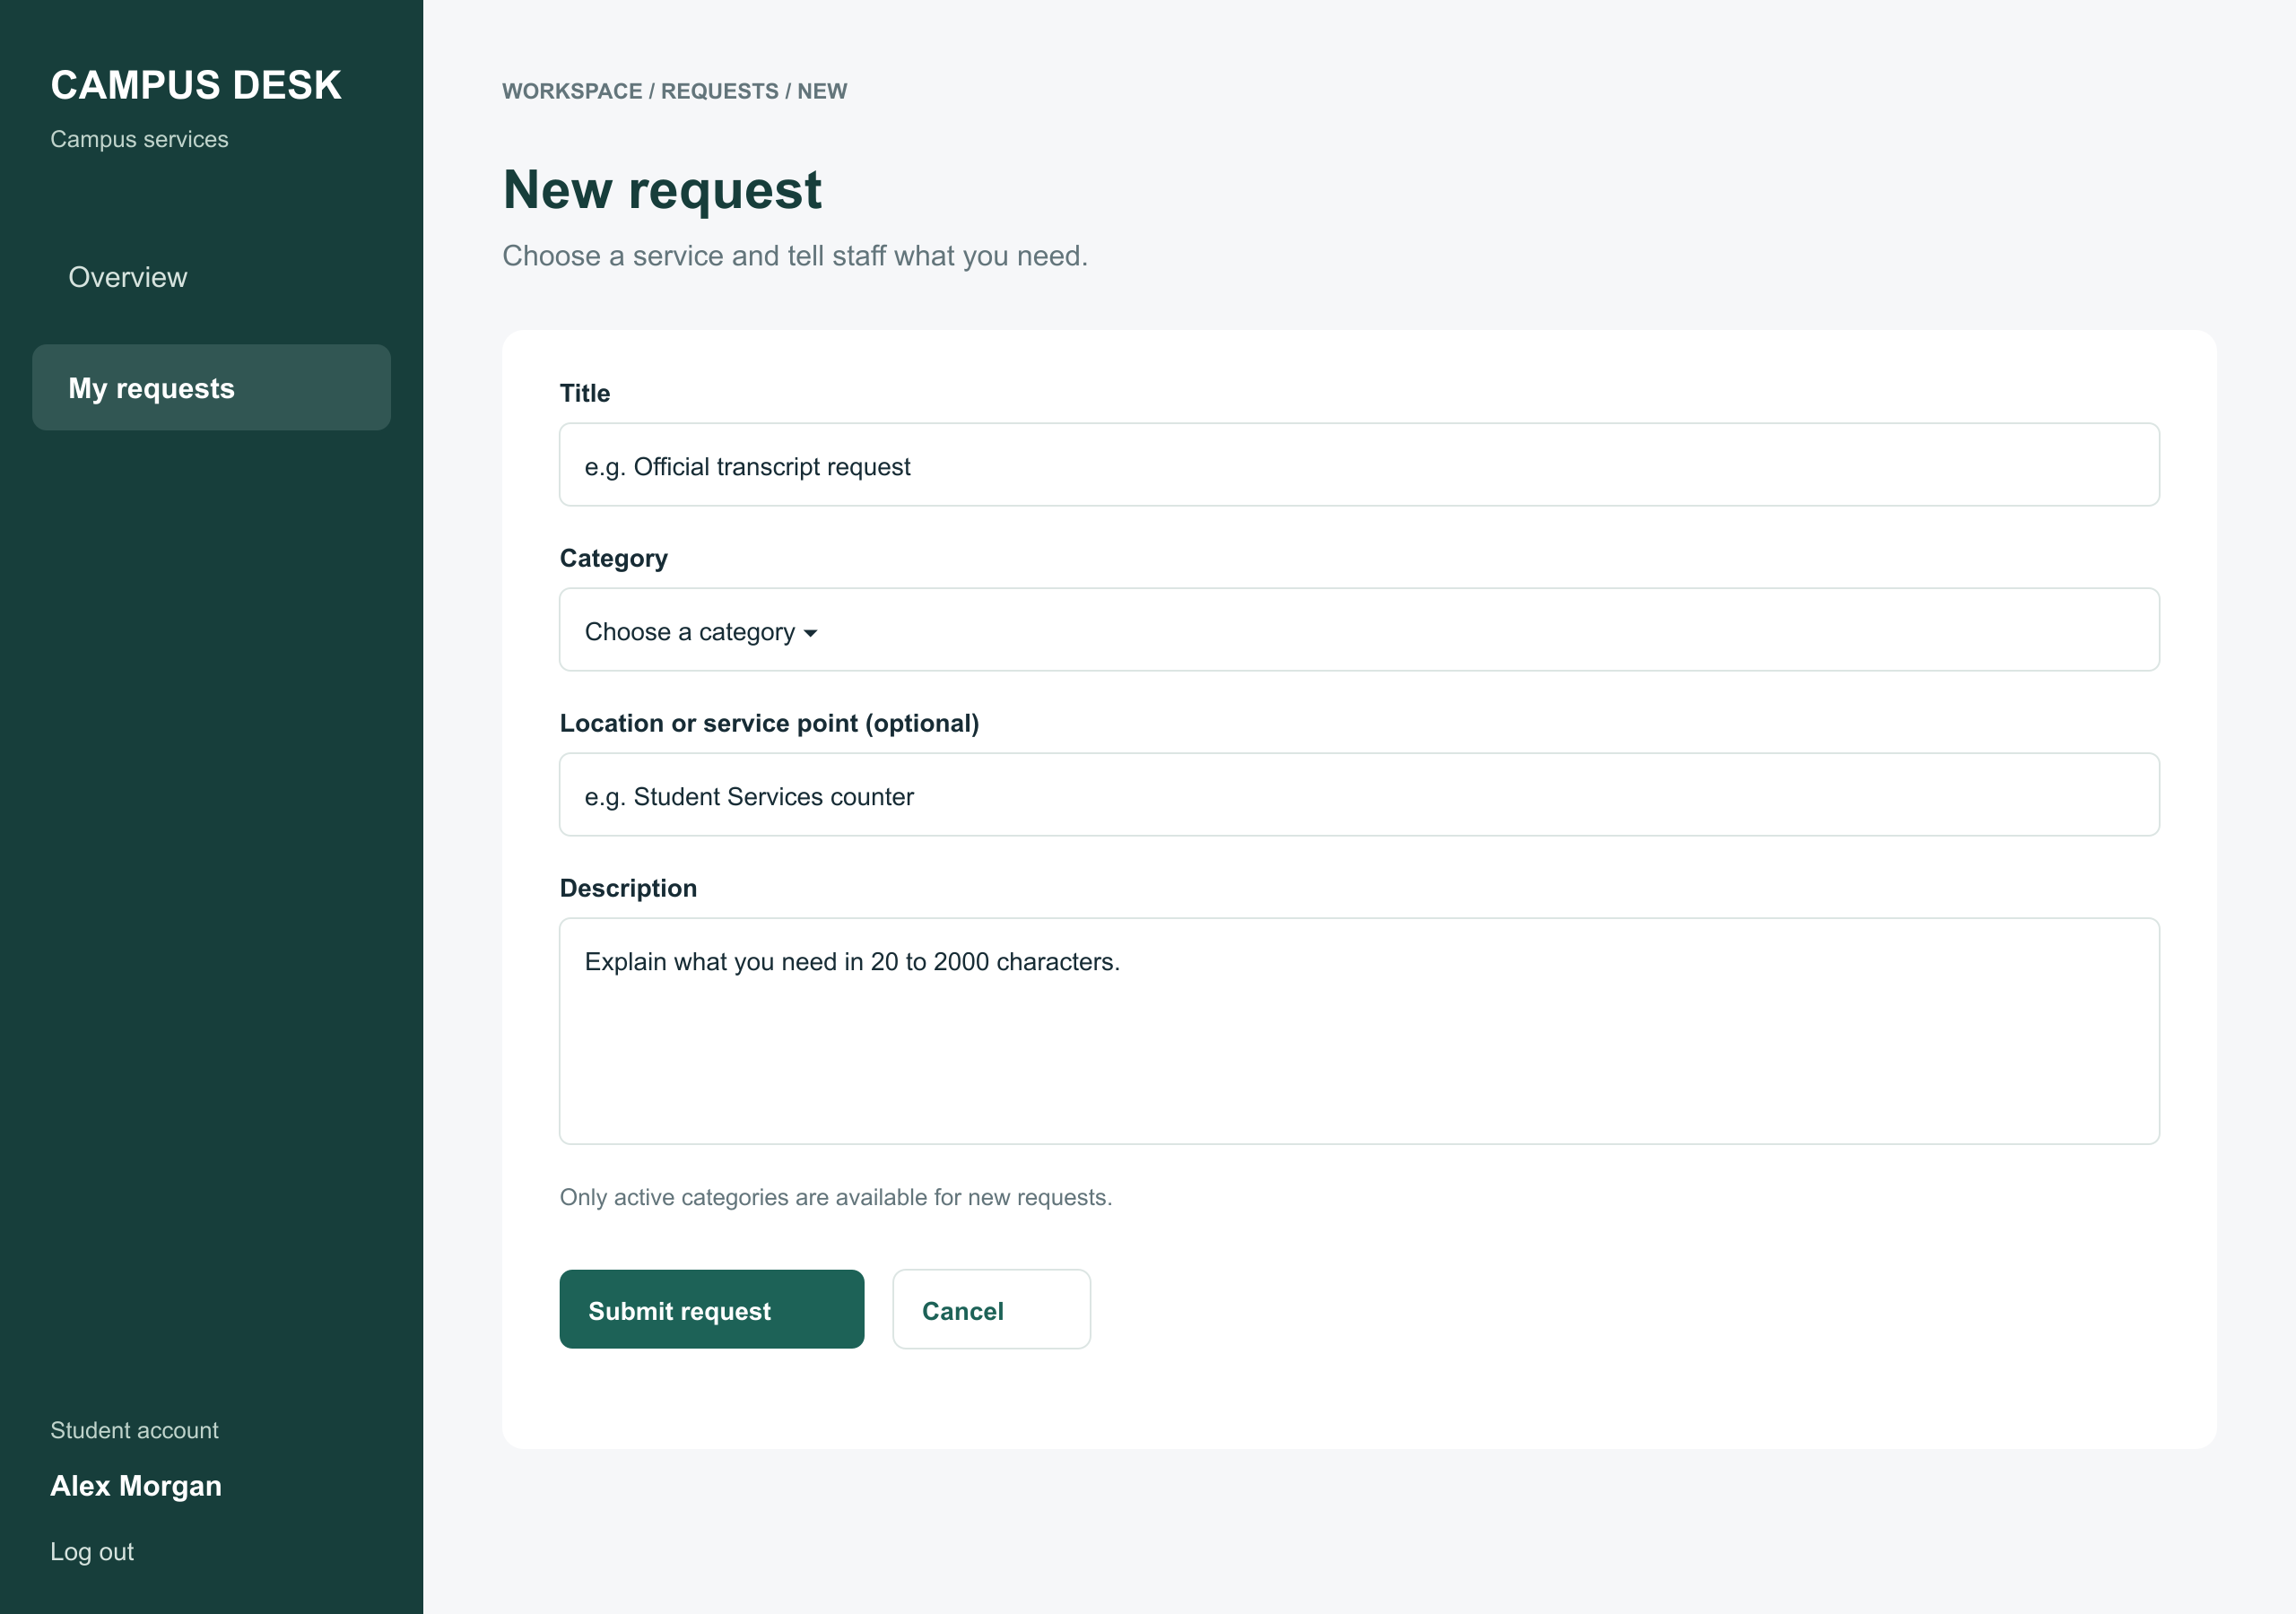 CAMPUS DESK
Campus services
Overview
My requests
Student account
Alex Morgan
Log out
WORKSPACE / REQUESTS / NEW
New request
Choose a service and tell staff what you need.
Title
e.g. Official transcript request
Category
Choose a category
Location or service point (optional)
e.g. Student Services counter
Description
Explain what you need in 20 to 2000 characters.
Only active categories are available for new requests.
Submit request
Cancel